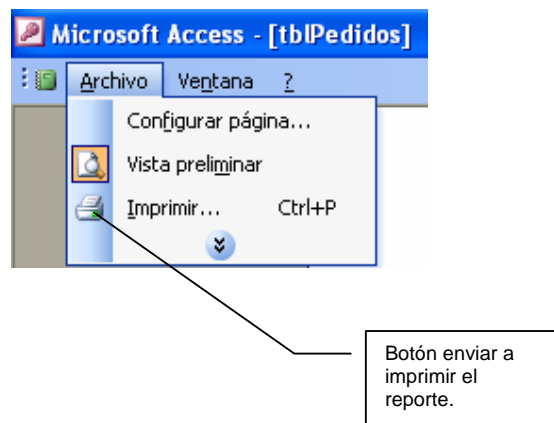 Microsoft Access - [tblPedidos]
Archivo Ventana ?
Configurar página...
Vista preliminar
Imprimir... Ctrl+P
Botón enviar a
imprimir el
reporte.